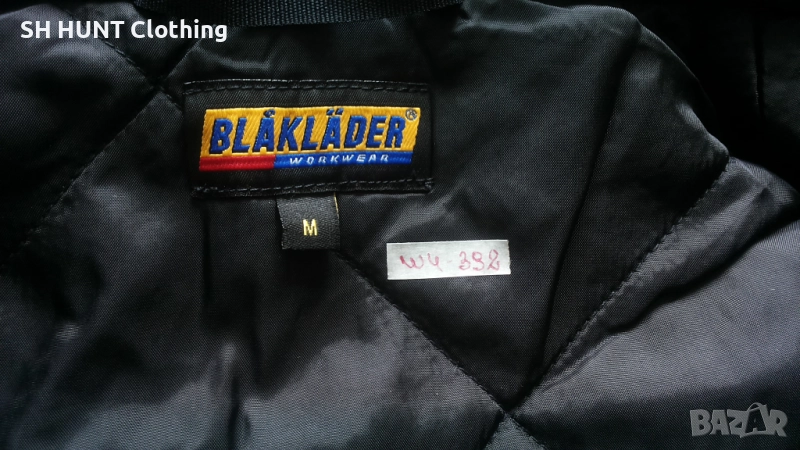 SH HUNT Clothing
BLÅKLÄDER®
WORKWEAR
M
W4-392
BAZAR